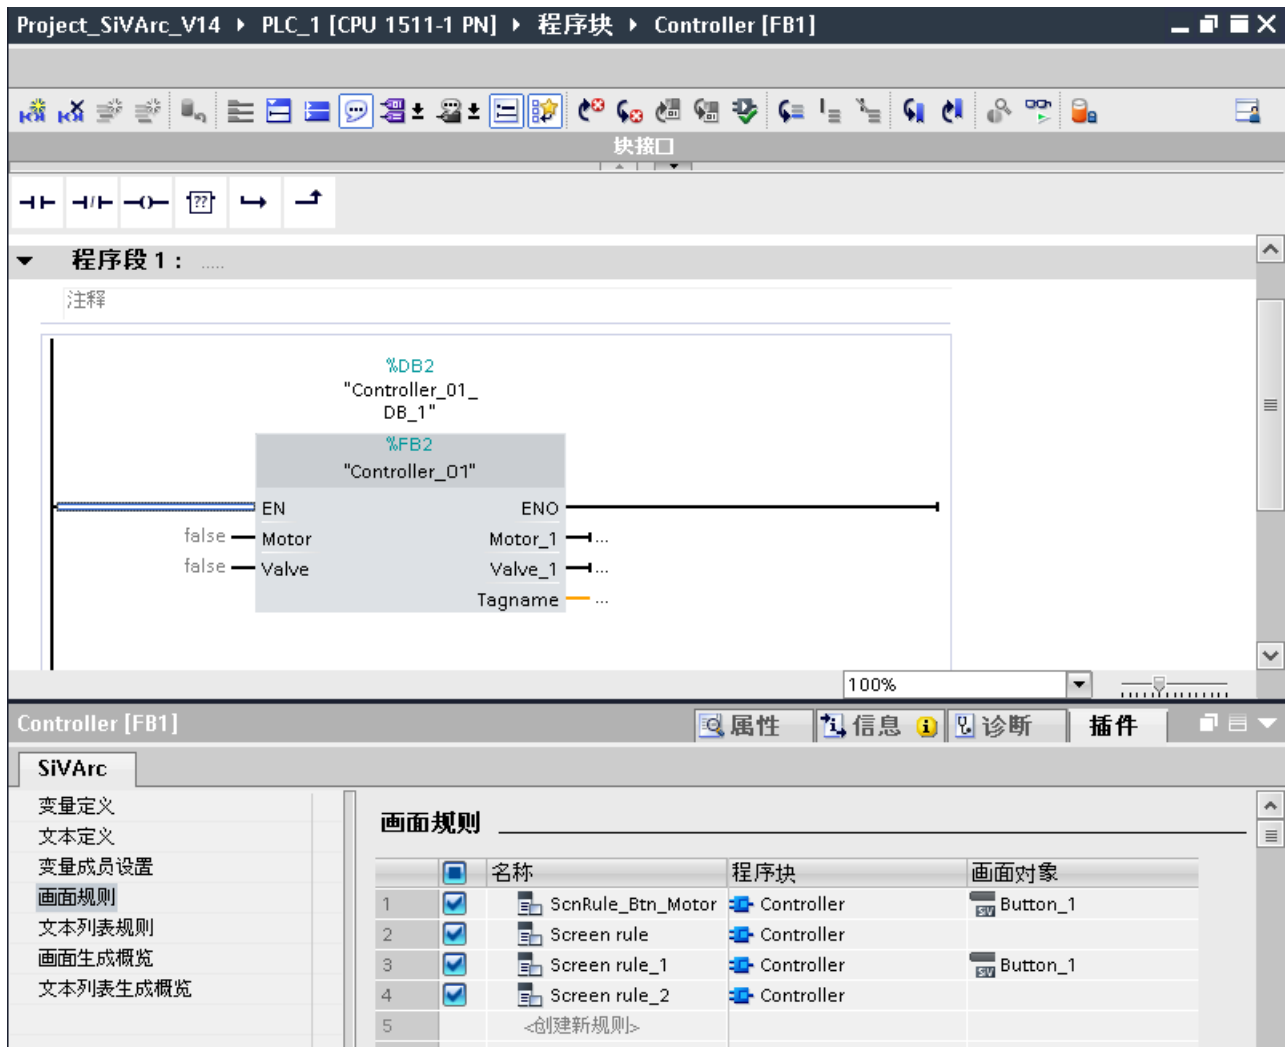 Project_SiVArc_V14 ▸ PLC_1 [CPU 1511-1 PN] ▸ 程序块 ▸ Controller [FB1]
块接口
??
程序段 1： .....
注释
%DB2
"Controller_01_
DB_1"
%FB2
"Controller_01"
EN ENO
false Motor Motor_1 ...
false Valve Valve_1 ...
Tagname ...
100%
Controller [FB1] 属性 信息 诊断 插件
SiVArc
变量定义
文本定义
变量成员设置
画面规则
文本列表规则
画面生成概览
文本列表生成概览
画面规则
名称 程序块 画面对象
1 ScnRule_Btn_Motor Controller Button_1
2 Screen rule Controller
3 Screen rule_1 Controller Button_1
4 Screen rule_2 Controller
5 <创建新规则>